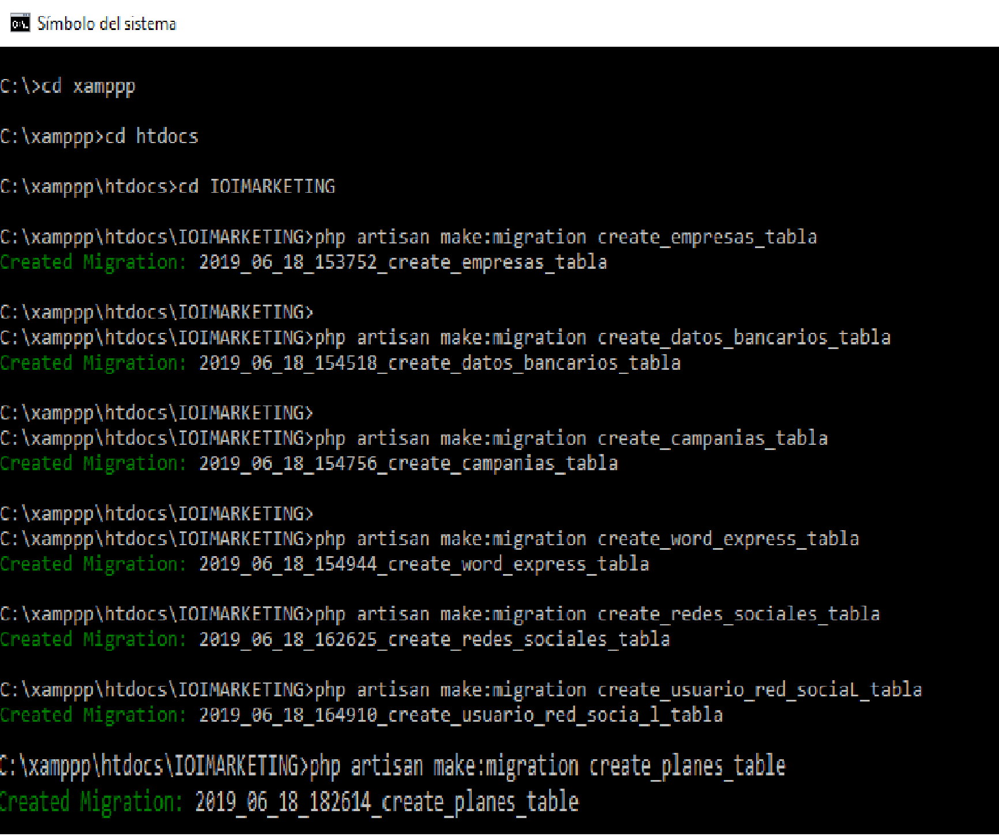 Símbolo del sistema
C:\>cd xamppp
C:\xamppp>cd htdocs
C:\xamppp\htdocs>cd IOIMARKETING
C:\xamppp\htdocs\IOIMARKETING>php artisan make:migration create_empresas_tabla
Created Migration: 2019_06_18_153752_create_empresas_tabla
C:\xamppp\htdocs\IOIMARKETING>
C:\xamppp\htdocs\IOIMARKETING>php artisan make:migration create_datos_bancarios_tabla
Created Migration: 2019_06_18_154518_create_datos_bancarios_tabla
C:\xamppp\htdocs\IOIMARKETING>
C:\xamppp\htdocs\IOIMARKETING>php artisan make:migration create_campanias_tabla
Created Migration: 2019_06_18_154756_create_campanias_tabla
C:\xamppp\htdocs\IOIMARKETING>
C:\xamppp\htdocs\IOIMARKETING>php artisan make:migration create_word_express_tabla
Created Migration: 2019_06_18_154944_create_word_express_tabla
C:\xamppp\htdocs\IOIMARKETING>php artisan make:migration create_redes_sociales_tabla
Created Migration: 2019_06_18_162625_create_redes_sociales_tabla
C:\xamppp\htdocs\IOIMARKETING>php artisan make:migration create_usuario_red_sociaL_tabla
Created Migration: 2019_06_18_164910_create_usuario_red_socia_l_tabla
C:\xamppp\htdocs\IOIMARKETING>php artisan make:migration create_planes_table
Created Migration: 2019_06_18_182614_create_planes_table